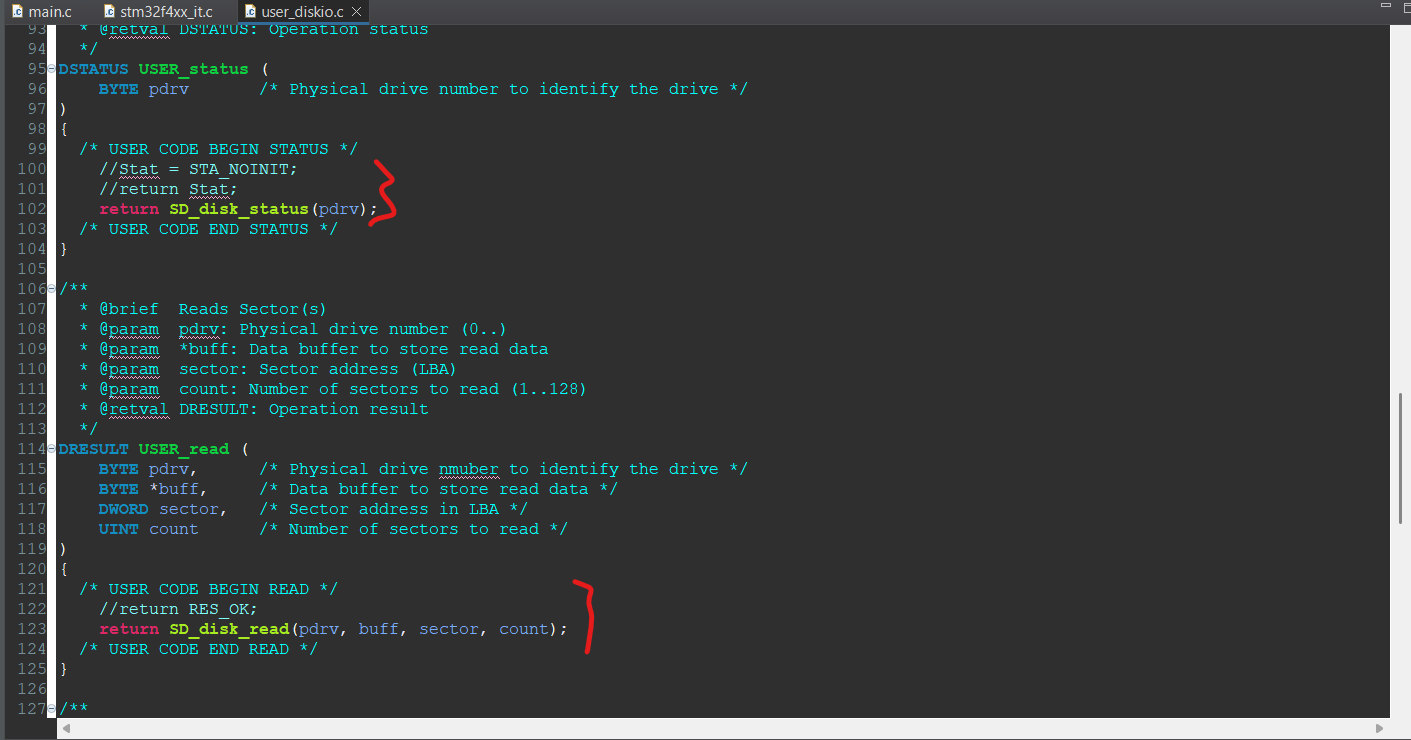 main.c stm32f4xx_it.c user_diskio.c
93 * @retval DSTATUS: Operation status
94 */
95 DSTATUS USER_status (
96 BYTE pdrv /* Physical drive number to identify the drive */
97 )
98 {
99 /* USER CODE BEGIN STATUS */
100 //Stat = STA_NOINIT;
101 //return Stat;
102 return SD_disk_status(pdrv);
103 /* USER CODE END STATUS */
104 }
105
106 /**
107 * @brief Reads Sector(s)
108 * @param pdrv: Physical drive number (0..)
109 * @param *buff: Data buffer to store read data
110 * @param sector: Sector address (LBA)
111 * @param count: Number of sectors to read (1..128)
112 * @retval DRESULT: Operation result
113 */
114 DRESULT USER_read (
115 BYTE pdrv, /* Physical drive nmuber to identify the drive */
116 BYTE *buff, /* Data buffer to store read data */
117 DWORD sector, /* Sector address in LBA */
118 UINT count /* Number of sectors to read */
119 )
120 {
121 /* USER CODE BEGIN READ */
122 //return RES_OK;
123 return SD_disk_read(pdrv, buff, sector, count);
124 /* USER CODE END READ */
125 }
126
127 /**